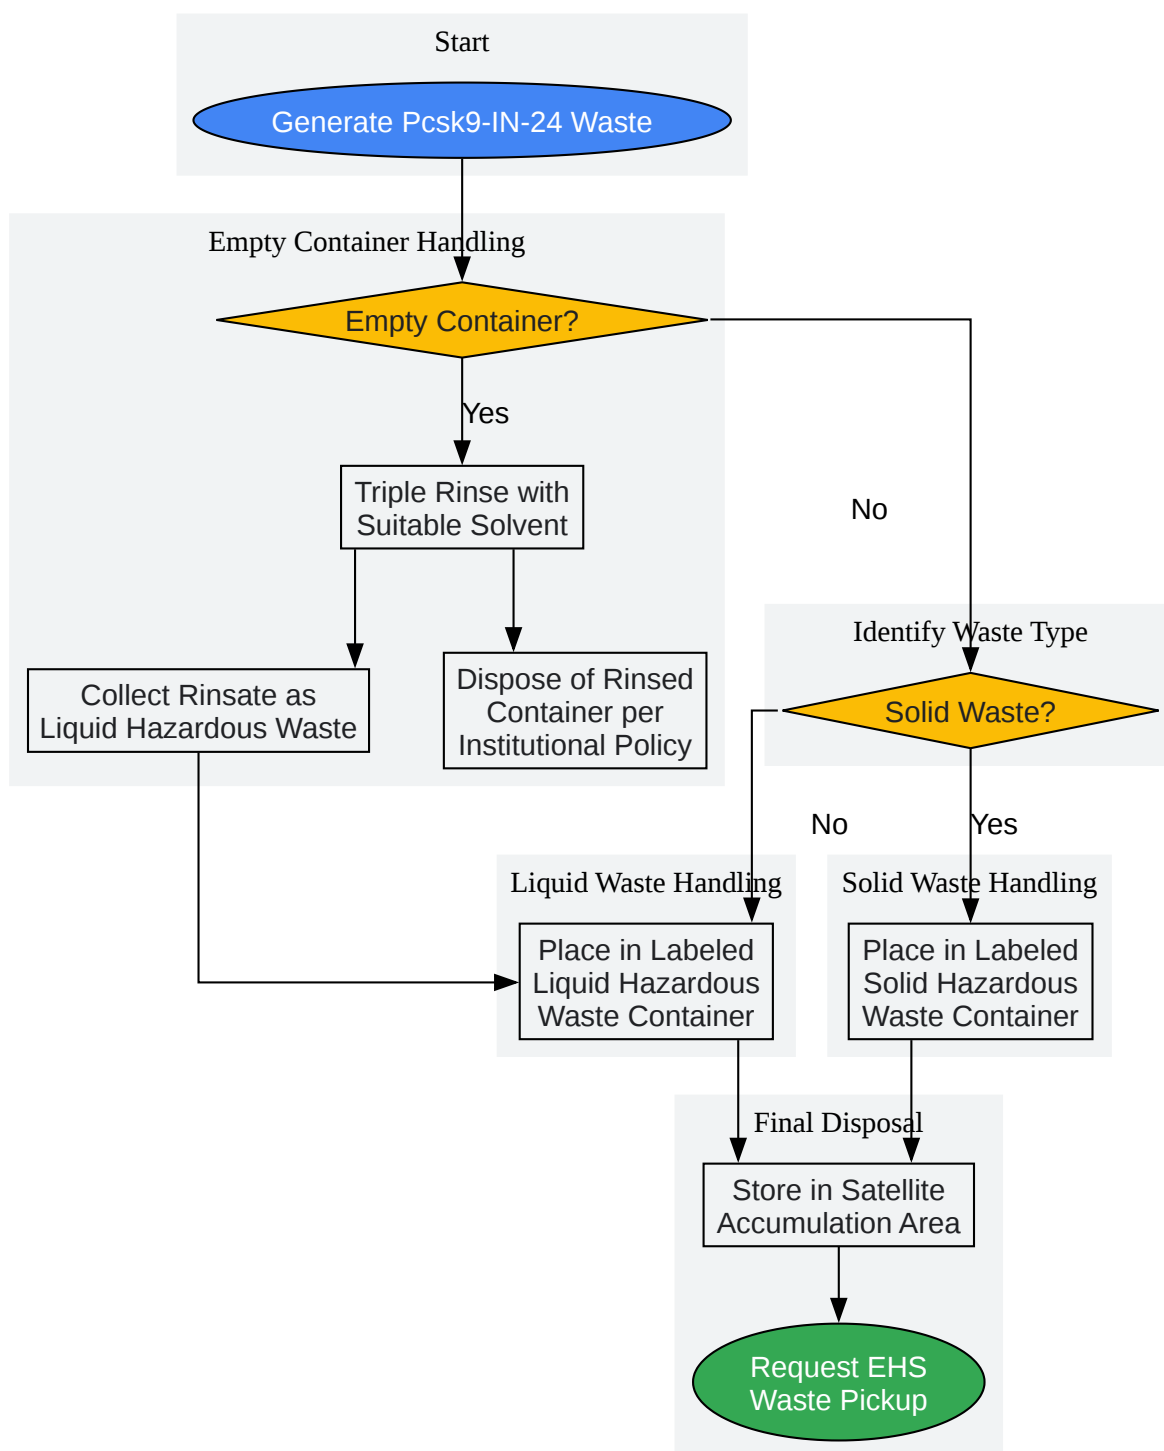 Start
Generate Pcsk9-IN-24 Waste
Empty Container Handling
Empty Container?
Yes
No
Triple Rinse with
Suitable Solvent
Identify Waste Type
Solid Waste?
Collect Rinsate as
Liquid Hazardous Waste
Dispose of Rinsed
Container per
Institutional Policy
No
Yes
Liquid Waste Handling
Place in Labeled
Liquid Hazardous
Waste Container
Solid Waste Handling
Place in Labeled
Solid Hazardous
Waste Container
Final Disposal
Store in Satellite
Accumulation Area
Request EHS
Waste Pickup